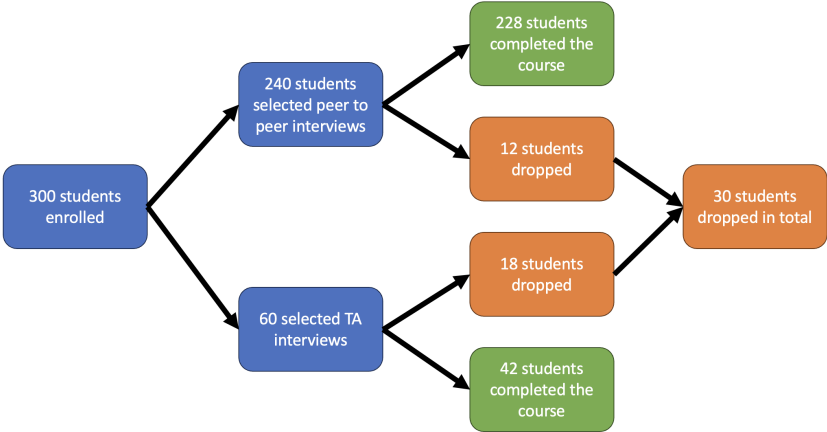 300 students
enrolled
240 students
selected peer to
peer interviews
60 selected TA
interviews
228 students
completed the
course
12 students
dropped
18 students
dropped
42 students
completed the
course
30 students
dropped in total